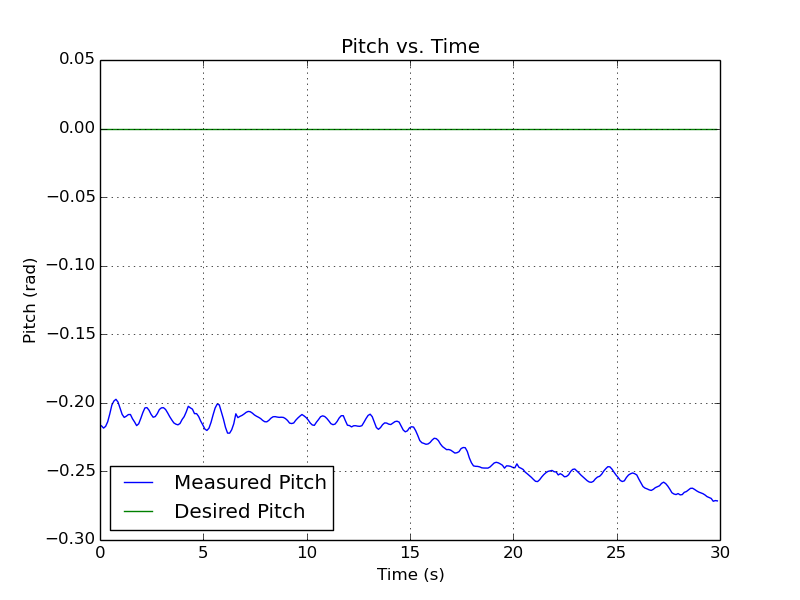 Pitch vs. Time
0.05
0.00
−0.05
−0.10
−0.15
−0.20
−0.25
−0.30
Pitch (rad)
Measured Pitch
Desired Pitch
0 5 10 15 20 25 30
Time (s)